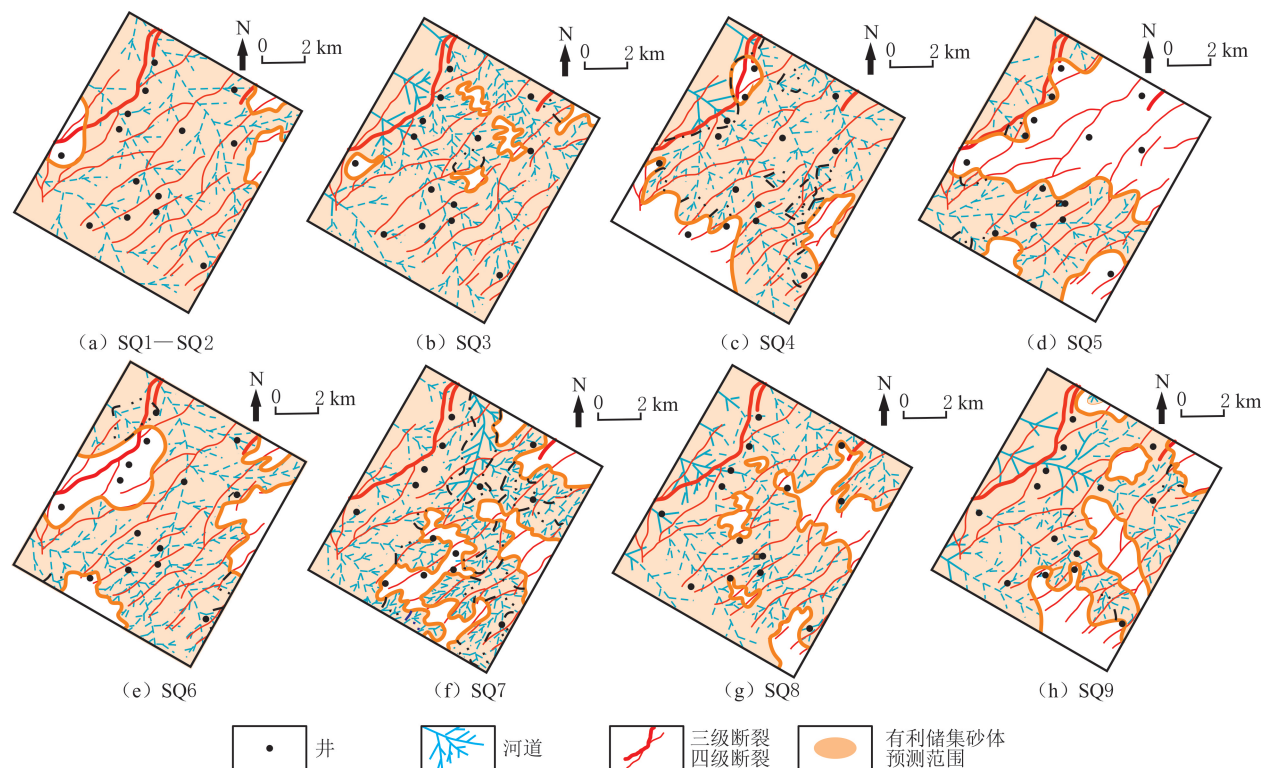 N
0 2 km
N
0 2 km
N
0 2 km
N
0 2 km
(a) SQ1—SQ2
(b) SQ3
(c) SQ4
(d) SQ5
N
0 2 km
N
0 2 km
N
0 2 km
N
0 2 km
(e) SQ6
(f) SQ7
(g) SQ8
(h) SQ9
井
河道
三级断裂
四级断裂
有利储集砂体
预测范围